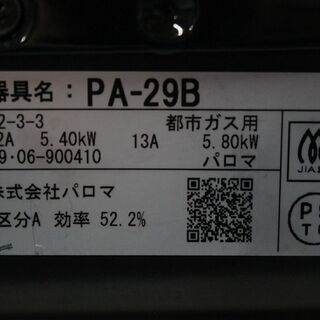 器具名：PA-29B
2-3-3
2A 5.40kW 13A 都市ガス用 5.80kW
9・06-900410 パロマ
株式会社パロマ
区分A 効率 52.2%
JIA
PS